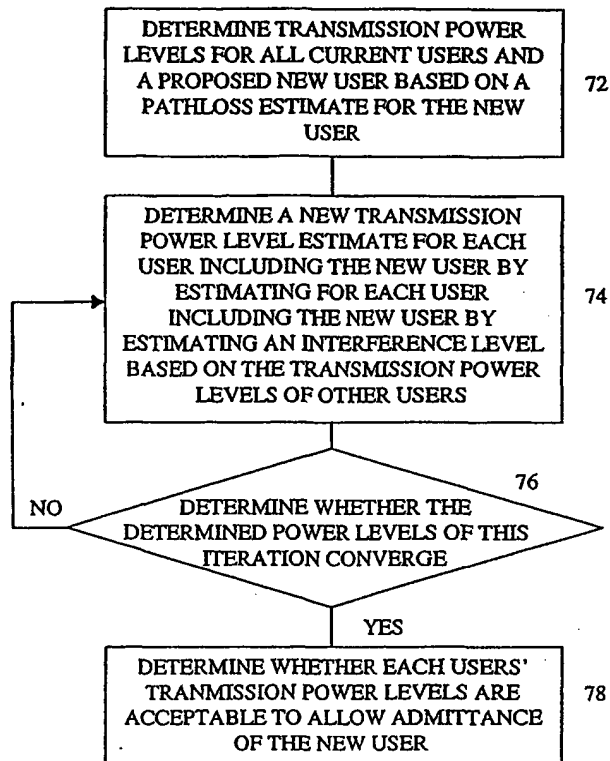 DETERMINE TRANSMISSION POWER
LEVELS FOR ALL CURRENT USERS AND
A PROPOSED NEW USER BASED ON A
PATHLOSS ESTIMATE FOR THE NEW
USER
72
DETERMINE A NEW TRANSMISSION
POWER LEVEL ESTIMATE FOR EACH
USER INCLUDING THE NEW USER BY
ESTIMATING FOR EACH USER
INCLUDING THE NEW USER BY
ESTIMATING AN INTERFERENCE LEVEL
BASED ON THE TRANSMISSION POWER
LEVELS OF OTHER USERS
74
76
NO
DETERMINE WHETHER THE
DETERMINED POWER LEVELS OF THIS
ITERATION CONVERGE
YES
DETERMINE WHETHER EACH USERS'
TRANMISSION POWER LEVELS ARE
ACCEPTABLE TO ALLOW ADMITTANCE
OF THE NEW USER
78